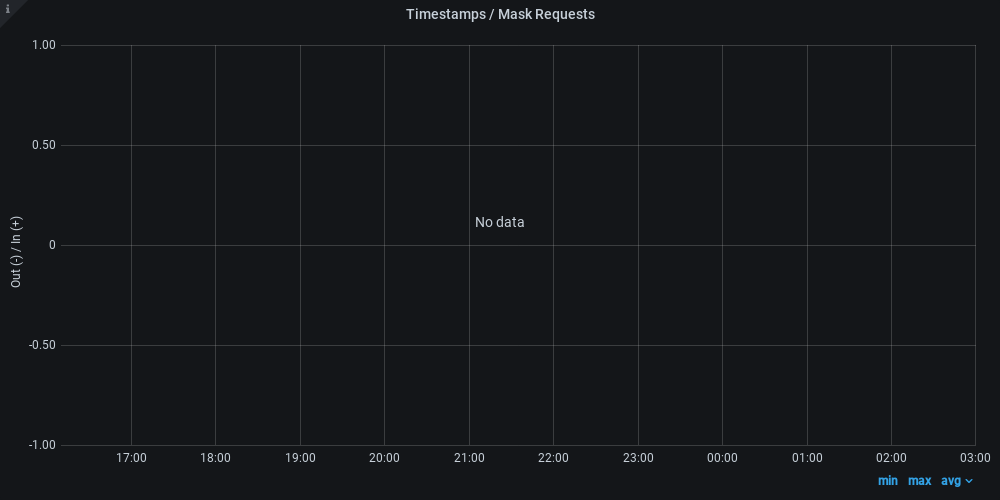 i
Timestamps / Mask Requests
1.00
0.50
0
-0.50
-1.00
Out (-) / In (+)
No data
17:00 18:00 19:00 20:00 21:00 22:00 23:00 00:00 01:00 02:00 03:00
min max avg